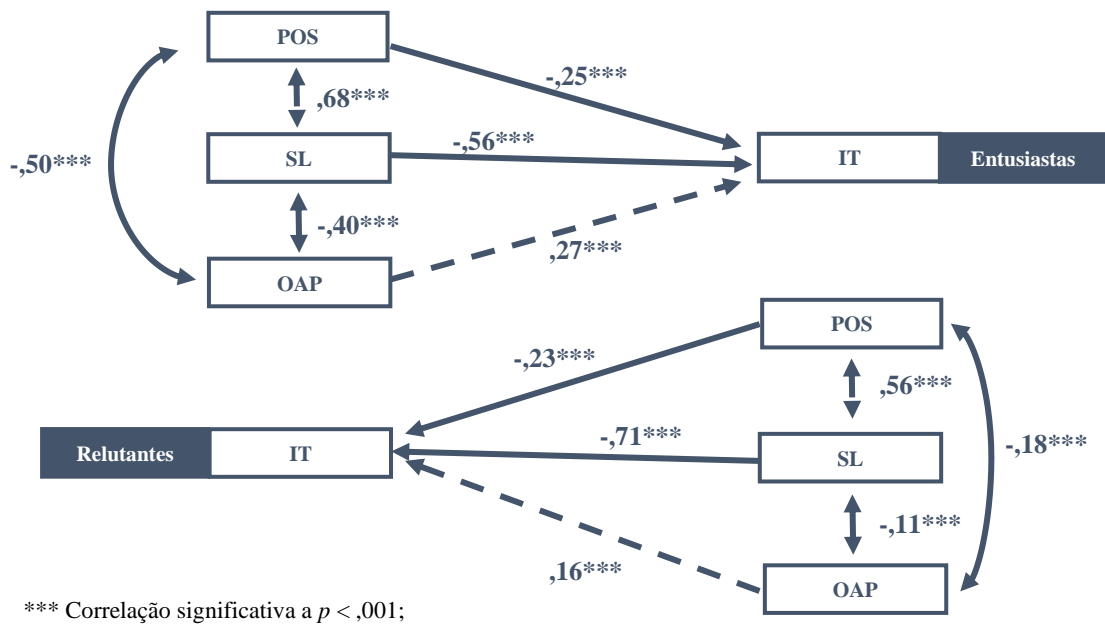 POS
-,25***
,68***
-,50***
SL
-,56***
IT
Entusiastas
-,40***
,27***
OAP
POS
-,23***
,56***
Relutantes
IT
-,71***
SL
-,18***
-,11***
,16***
OAP
*** Correlação significativa a p < ,001;